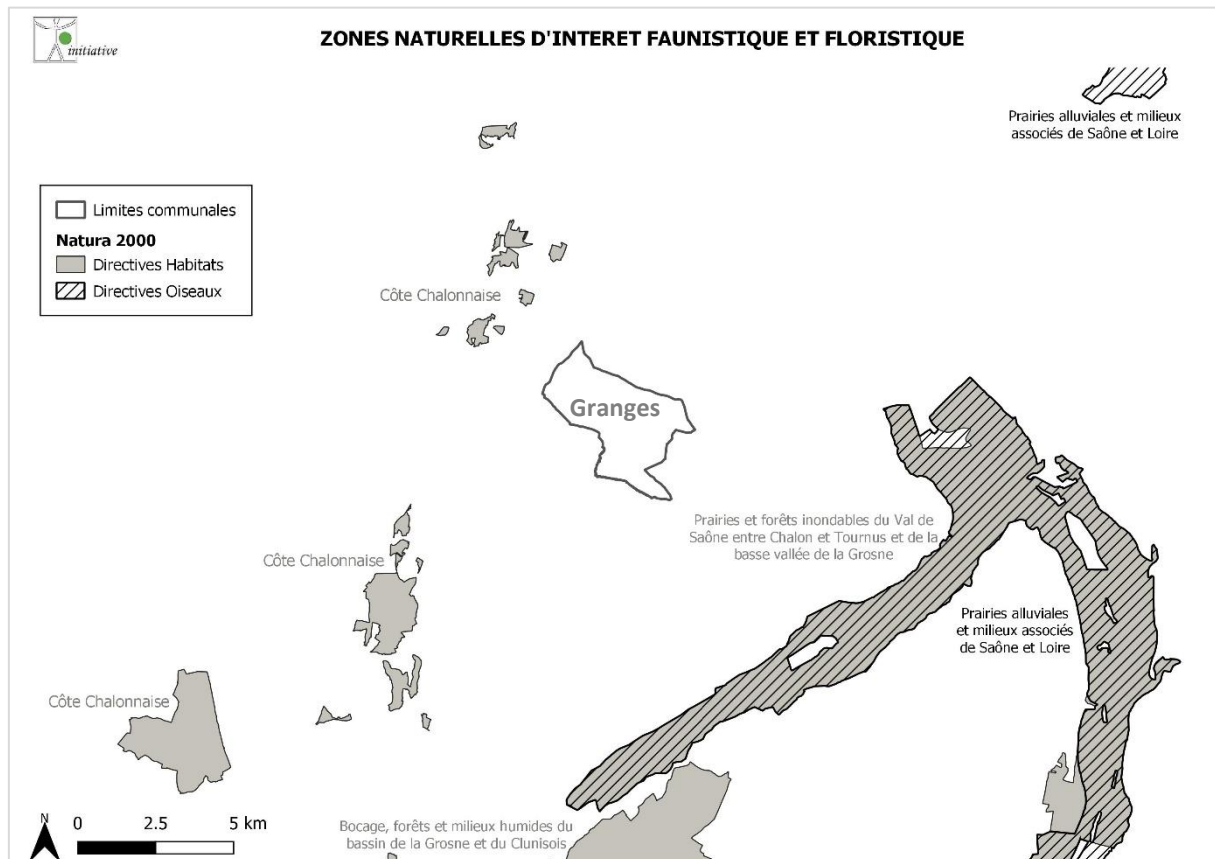 initiative
ZONES NATURELLES D'INTERET FAUNISTIQUE ET FLORISTIQUE
Prairies alluviales et milieux
associés de Saône et Loire
Limites communales
Natura 2000
Directives Habitats
Directives Oiseaux
Côte Chalonnaise
Granges
Prairies et forêts inondables du Val de
Saône entre Chalon et Tournus et de la
basse vallée de la Grosne
Côte Chalonnaise
Prairies alluviales
et milieux associés
de Saône et Loire
Côte Chalonnaise
N
0 2.5 5 km
Bocage, forêts et milieux humides du
bassin de la Grosne et du Clunisois